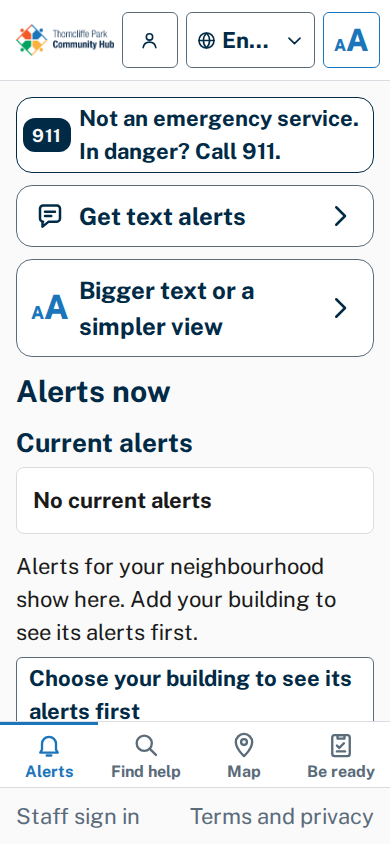 Thorncliffe Park
Community Hub
En...
AA
911
Not an emergency service.
In danger? Call 911.
Get text alerts
AA
Bigger text or a
simpler view
Alerts now
Current alerts
No current alerts
Alerts for your neighbourhood
show here. Add your building to
see its alerts first.
Choose your building to see its
alerts first
Alerts
Find help
Map
Be ready
Staff sign in
Terms and privacy